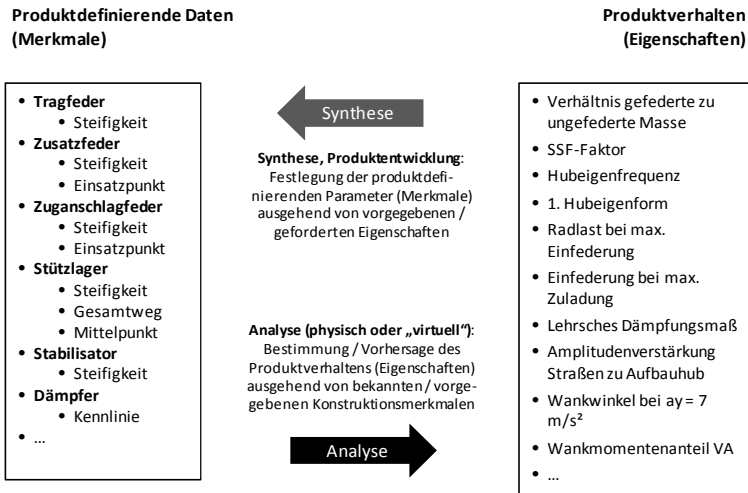 Produktdefinierende Daten
(Merkmale)
Produktverhalten
(Eigenschaften)
• Tragfeder
• Steifigkeit
• Zusatzfeder
• Steifigkeit
• Einsatzpunkt
• Zuganschlagfeder
• Steifigkeit
• Einsatzpunkt
• Stützlager
• Steifigkeit
• Gesamtweg
• Mittelpunkt
• Stabilisator
• Steifigkeit
• Dämpfer
• Kennlinie
• …
Synthese
Synthese, Produktentwicklung:
Festlegung der produktdefi-
nierenden Parameter (Merkmale)
ausgehend von vorgegebenen /
geforderten Eigenschaften
Analyse (physisch oder „virtuell“):
Bestimmung / Vorhersage des
Produktverhaltens (Eigenschaften)
ausgehend von bekannten / vorge-
gebenen Konstruktionsmerkmalen
Analyse
• Verhältnis gefederte zu
ungefederte Masse
• SSF-Faktor
• Hubeigenfrequenz
• 1. Hubeigenform
• Radlast bei max.
Einfederung
• Einfederung bei max.
Zuladung
• Lehrsches Dämpfungsmaß
• Amplitudenverstärkung
Straßen zu Aufbauhub
• Wankwinkel bei ay = 7
m/s²
• Wankmomentenanteil VA
• …